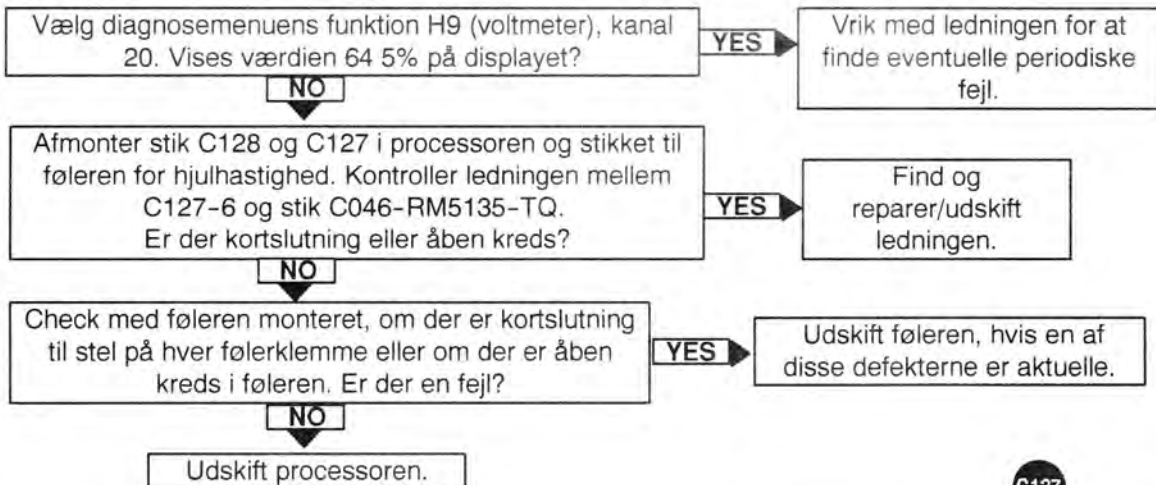 Vælg diagnosemenuens funktion H9 (voltmeter), kanal
20. Vises værdien 64 5% på displayet?
YES
Vrik med ledningen for at
finde eventuelle periodiske
fejl.
NO
Afmonter stik C128 og C127 i processoren og stikket til
føleren for hjulhastighed. Kontroller ledningen mellem
C127-6 og stik C046-RM5135-TQ.
Er der kortslutning eller åben kreds?
YES
Find og
reparer/udskift
ledningen.
NO
Check med føleren monteret, om der er kortslutning
til stel på hver følerklemme eller om der er åben
kreds i føleren. Er der en fejl?
YES
Udskift føleren, hvis en af
disse defekterne er aktuelle.
NO
Udskift processoren.
C127